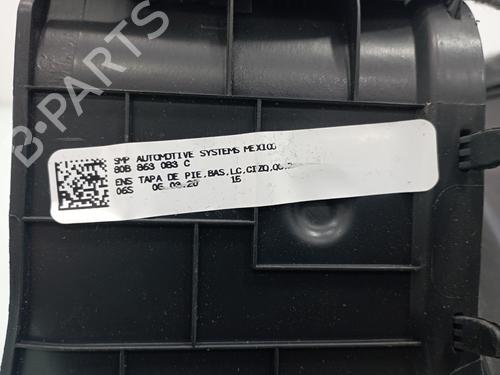 B-PARTS
SMP AUTOMOTIVE SYSTEMS MEXICO
80B 863 083 C
ENS TAPA DE PIE,BAS,LC,CIZQ,
06S 06.03.20 15